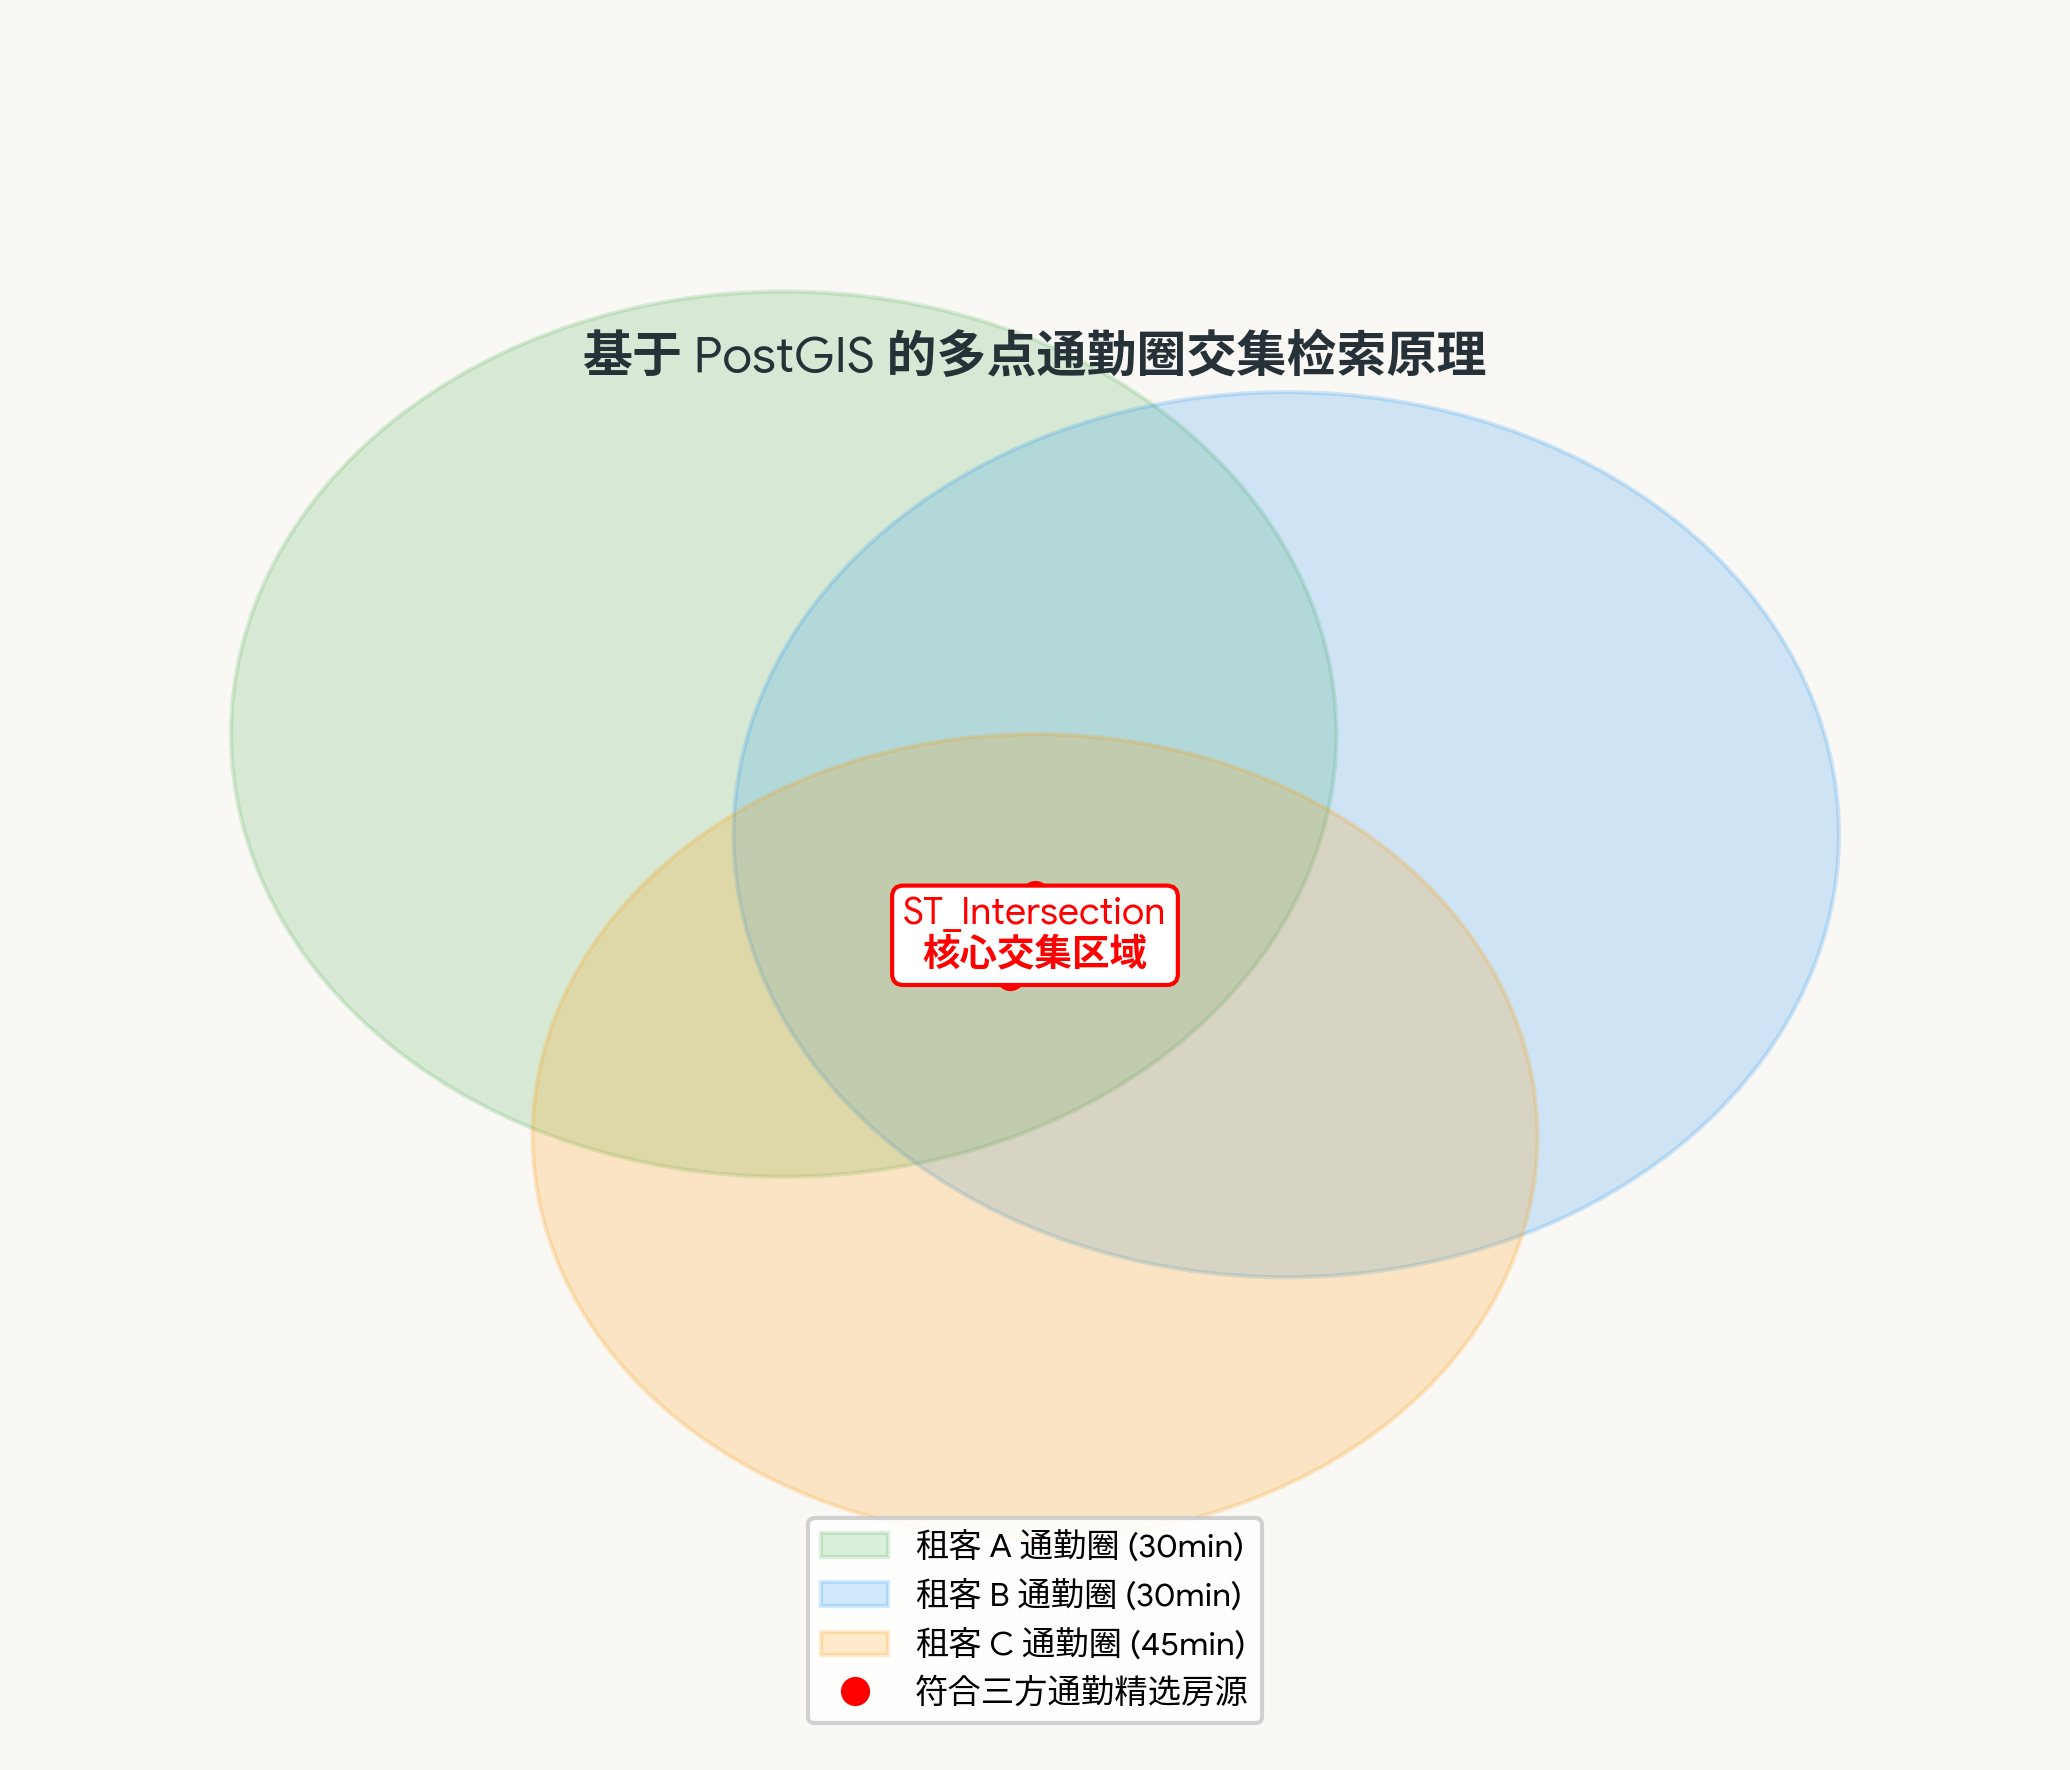 基于 PostGIS 的多点通勤圈交集检索原理
ST_Intersection
核心交集区域
租客 A 通勤圈 (30min)
租客 B 通勤圈 (30min)
租客 C 通勤圈 (45min)
符合三方通勤精选房源